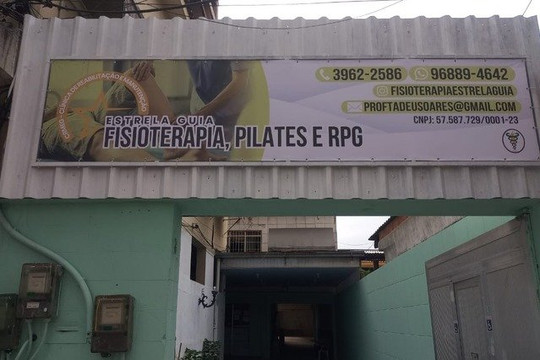 3962-2586 96889-4642
FISIOTERAPIAESTRELAGUIA
PROFTADEUSOARES@GMAIL.COM
CNPJ: 57.587.729/0001-23
ESTRELA GUIA
FISIOTERAPIA, PILATES E RPG